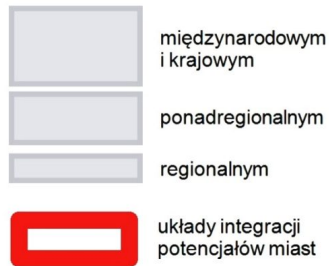 międzynarodowym
i krajowym
ponadregionalnym
regionalnym
układy integracji
potencjałów miast